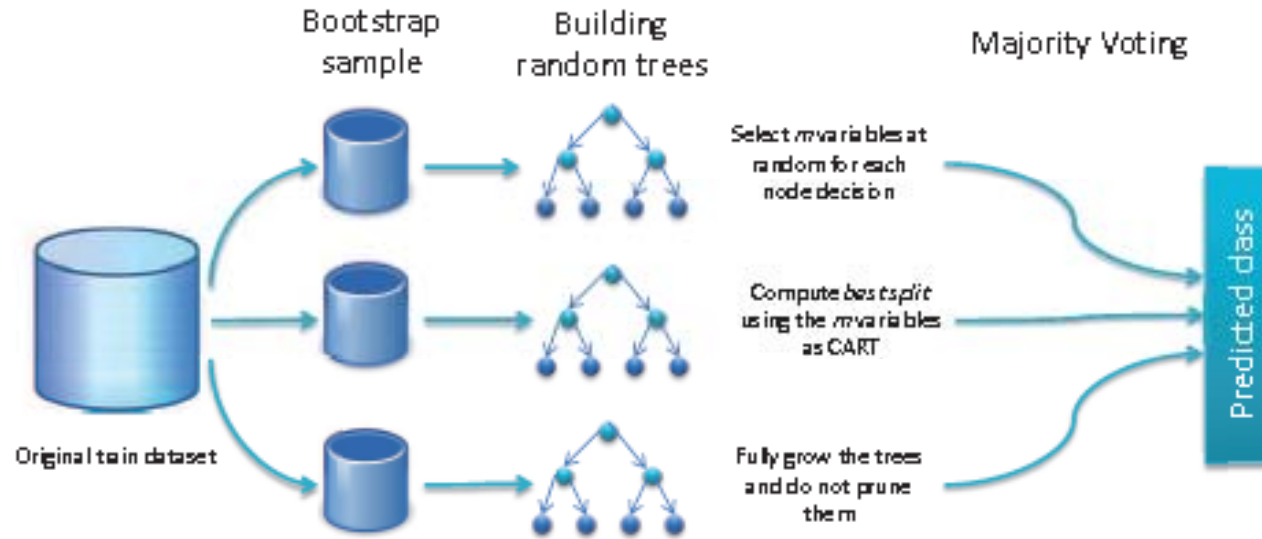 Bootstrap
sample
Building
random trees
Majority Voting
Select m variables at
random for each
node decision
Compute best split
using the m variables
as CART
Fully grow the trees
and do not prune
them
Original train dataset
Predicted class